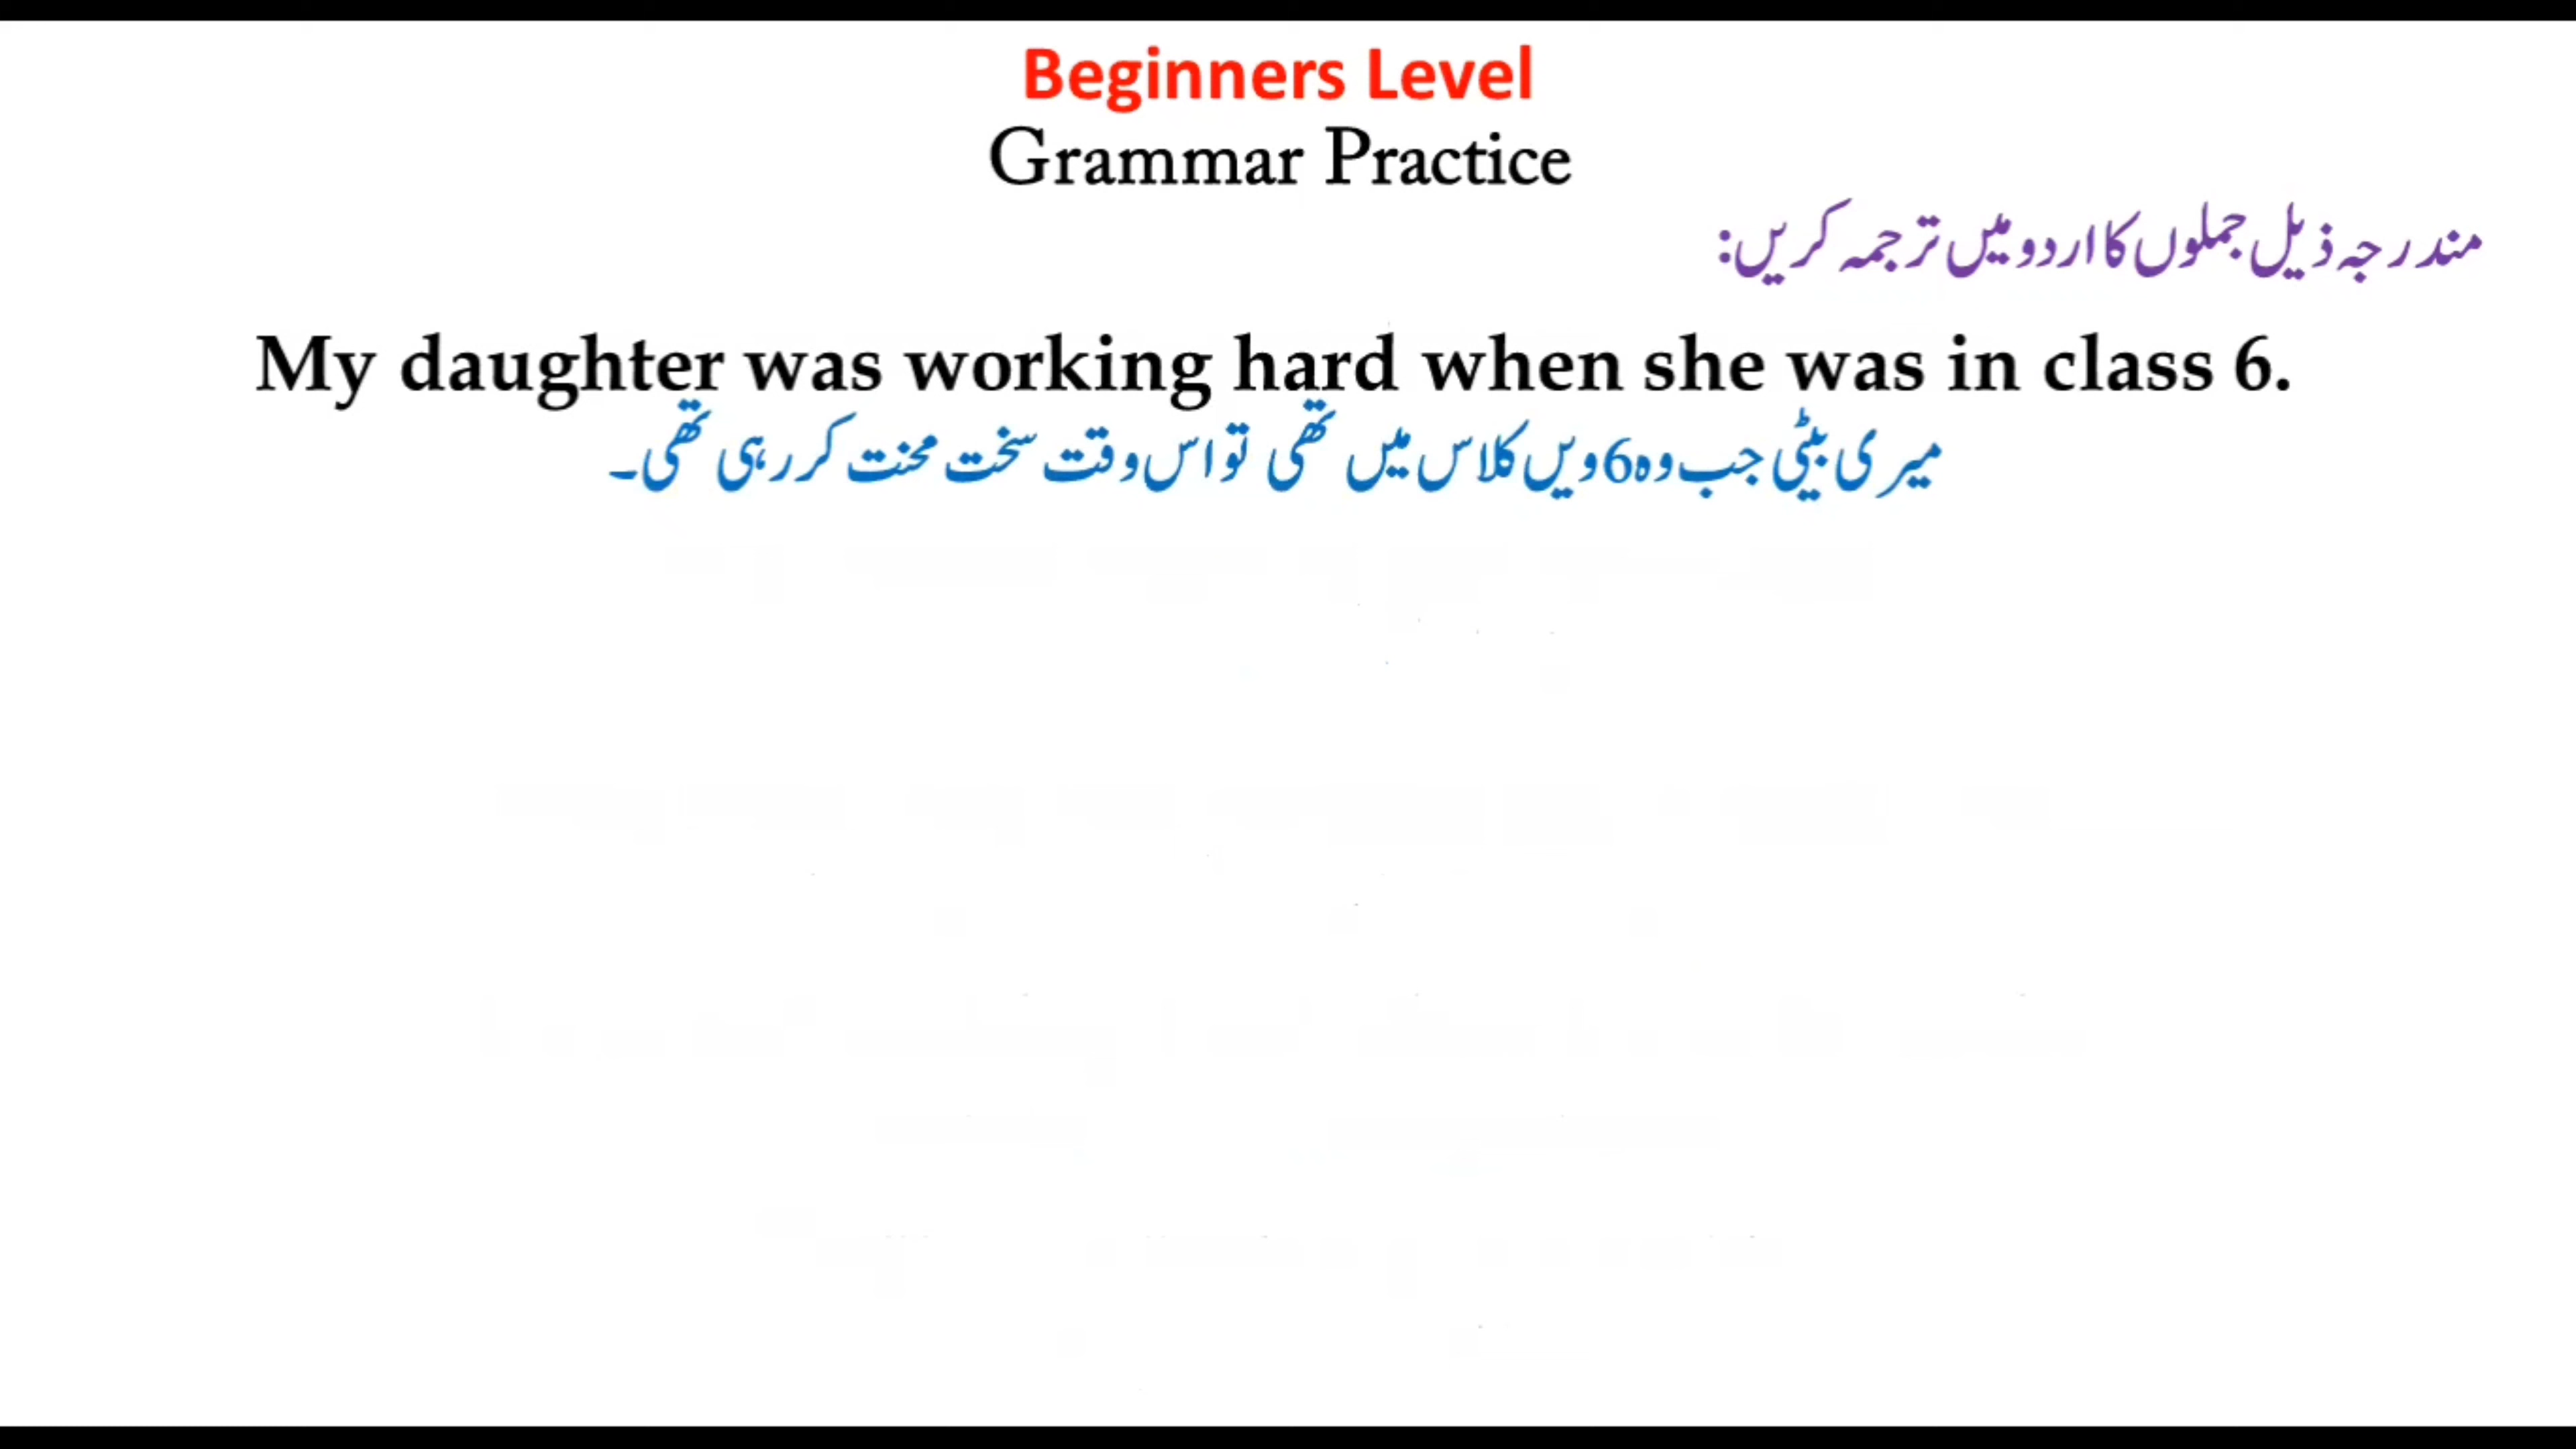 Beginners Level
Grammar Practice
مندرجہ ذیل جملوں کا اردو میں ترجمہ کریں:
My daughter was working hard when she was in class 6.
میری بیٹی جب وہ 6ویں کلاس میں تھی تو اس وقت سخت محنت کر رہی تھی۔